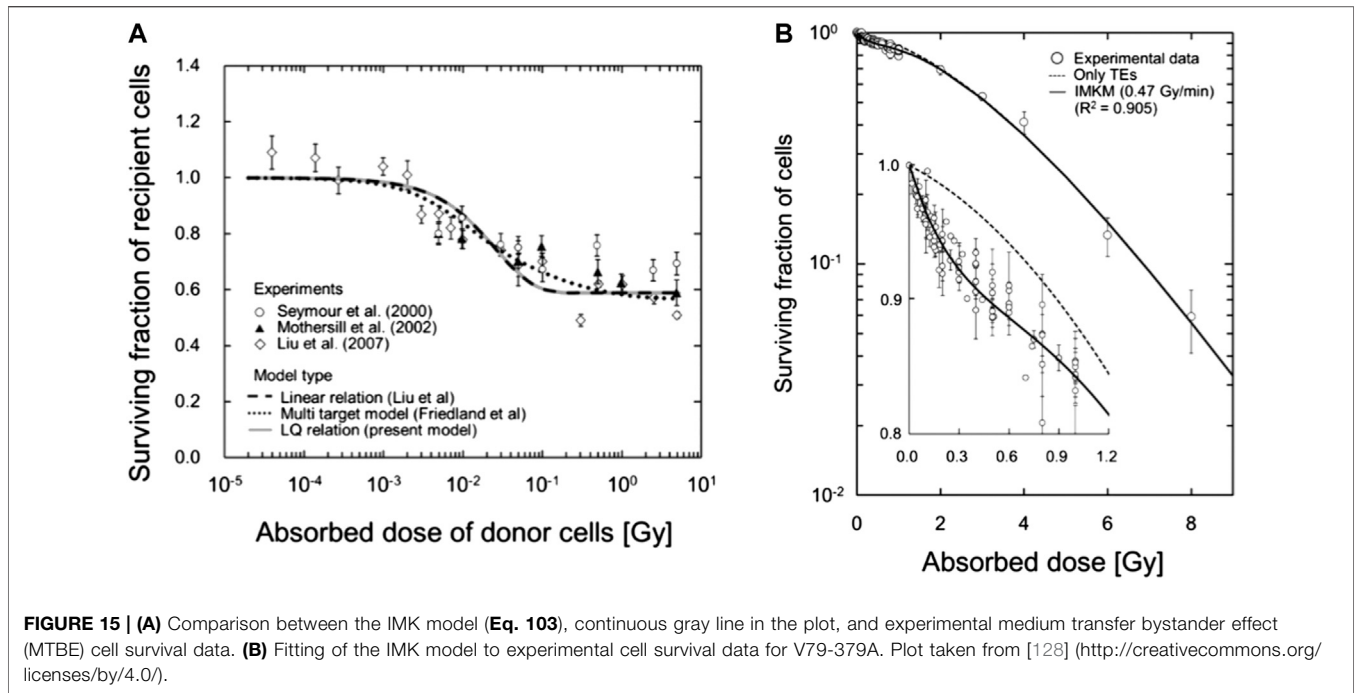 A
Surviving fraction of recipient cells
1.4
1.2
1.0
0.8
0.6
0.4
0.2
0.0
Experiments
Seymour et al. (2000)
Mothersill et al. (2002)
Liu et al. (2007)
Model type
Linear relation (Liu et al)
Multi target model (Friedland et al)
LQ relation (present model)
10⁻⁵ 10⁻⁴ 10⁻³ 10⁻² 10⁻¹ 10⁰ 10¹
Absorbed dose of donor cells [Gy]
B
Surviving fraction of cells
10⁰
10⁻¹
10⁻²
Experimental data
Only TEs
IMKM (0.47 Gy/min)
(R² = 0.905)
1.0
0.9
0.8
0.0 0.3 0.6 0.9 1.2
0 2 4 6 8
Absorbed dose [Gy]
FIGURE 15 | (A) Comparison between the IMK model (Eq. 103), continuous gray line in the plot, and experimental medium transfer bystander effect
(MTBE) cell survival data. (B) Fitting of the IMK model to experimental cell survival data for V79-379A. Plot taken from [128] (http://creativecommons.org/
licenses/by/4.0/).